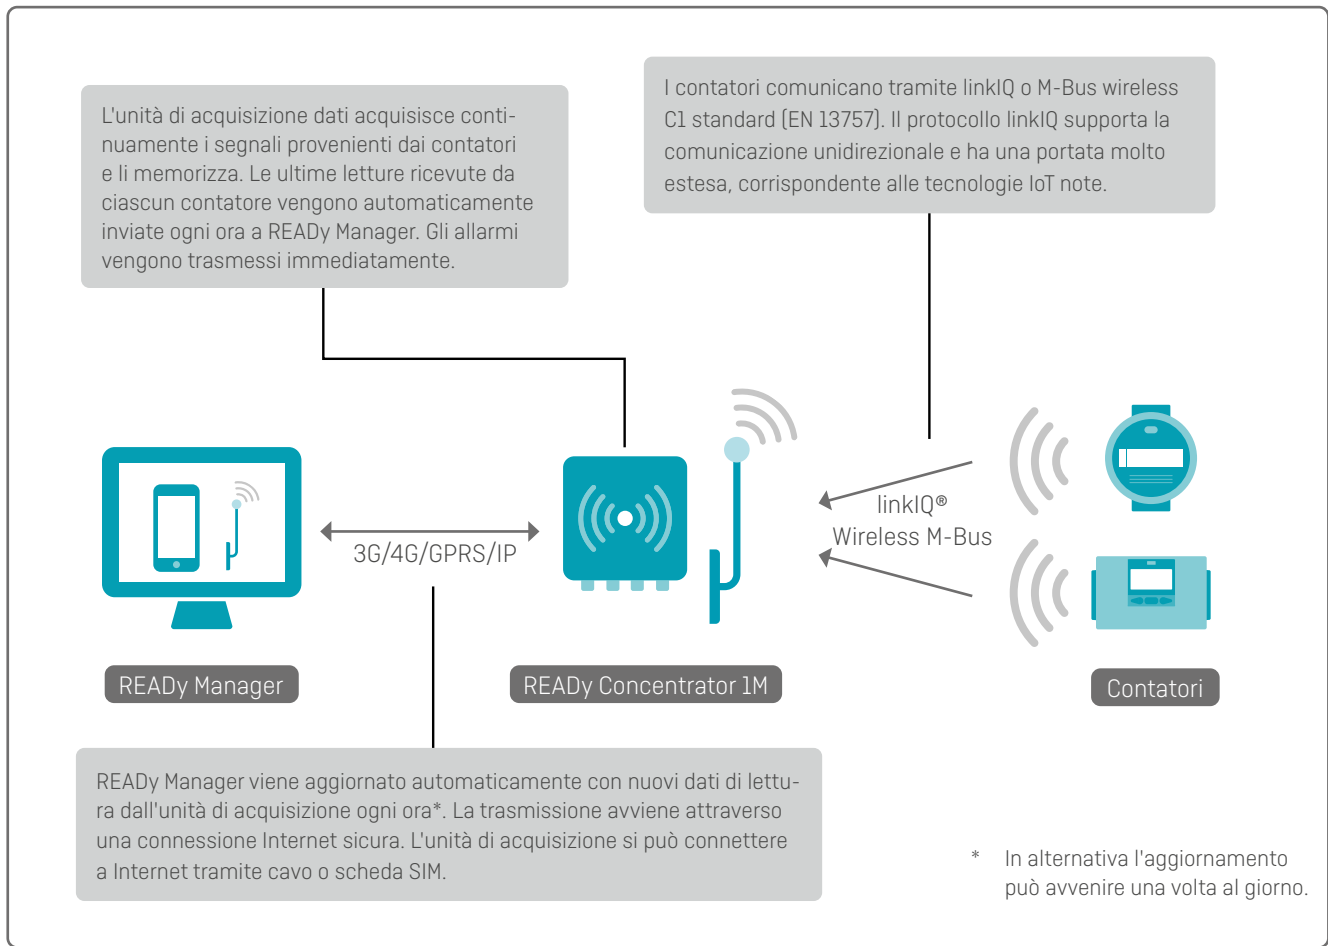 L'unità di acquisizione dati acquisisce conti-
nuamente i segnali provenienti dai contatori
e li memorizza. Le ultime letture ricevute da
ciascun contatore vengono automaticamente
inviate ogni ora a READy Manager. Gli allarmi
vengono trasmessi immediatamente.
I contatori comunicano tramite linkIQ o M-Bus wireless
C1 standard (EN 13757). Il protocollo linkIQ supporta la
comunicazione unidirezionale e ha una portata molto
estesa, corrispondente alle tecnologie IoT note.
3G/4G/GPRS/IP
linkIQ®
Wireless M-Bus
READy Manager
READy Concentrator 1M
Contatori
READy Manager viene aggiornato automaticamente con nuovi dati di lettu-
ra dall'unità di acquisizione ogni ora*. La trasmissione avviene attraverso
una connessione Internet sicura. L'unità di acquisizione si può connettere
a Internet tramite cavo o scheda SIM.
* In alternativa l'aggiornamento
può avvenire una volta al giorno.